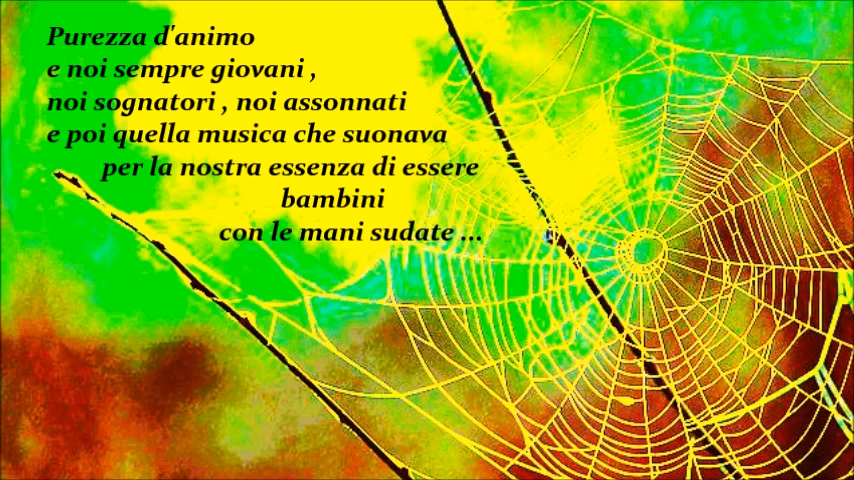 Purezza d'animo
e noi sempre giovani ,
noi sognatori , noi assonnati
e poi quella musica che suonava
per la nostra essenza di essere
bambini
con le mani sudate ...